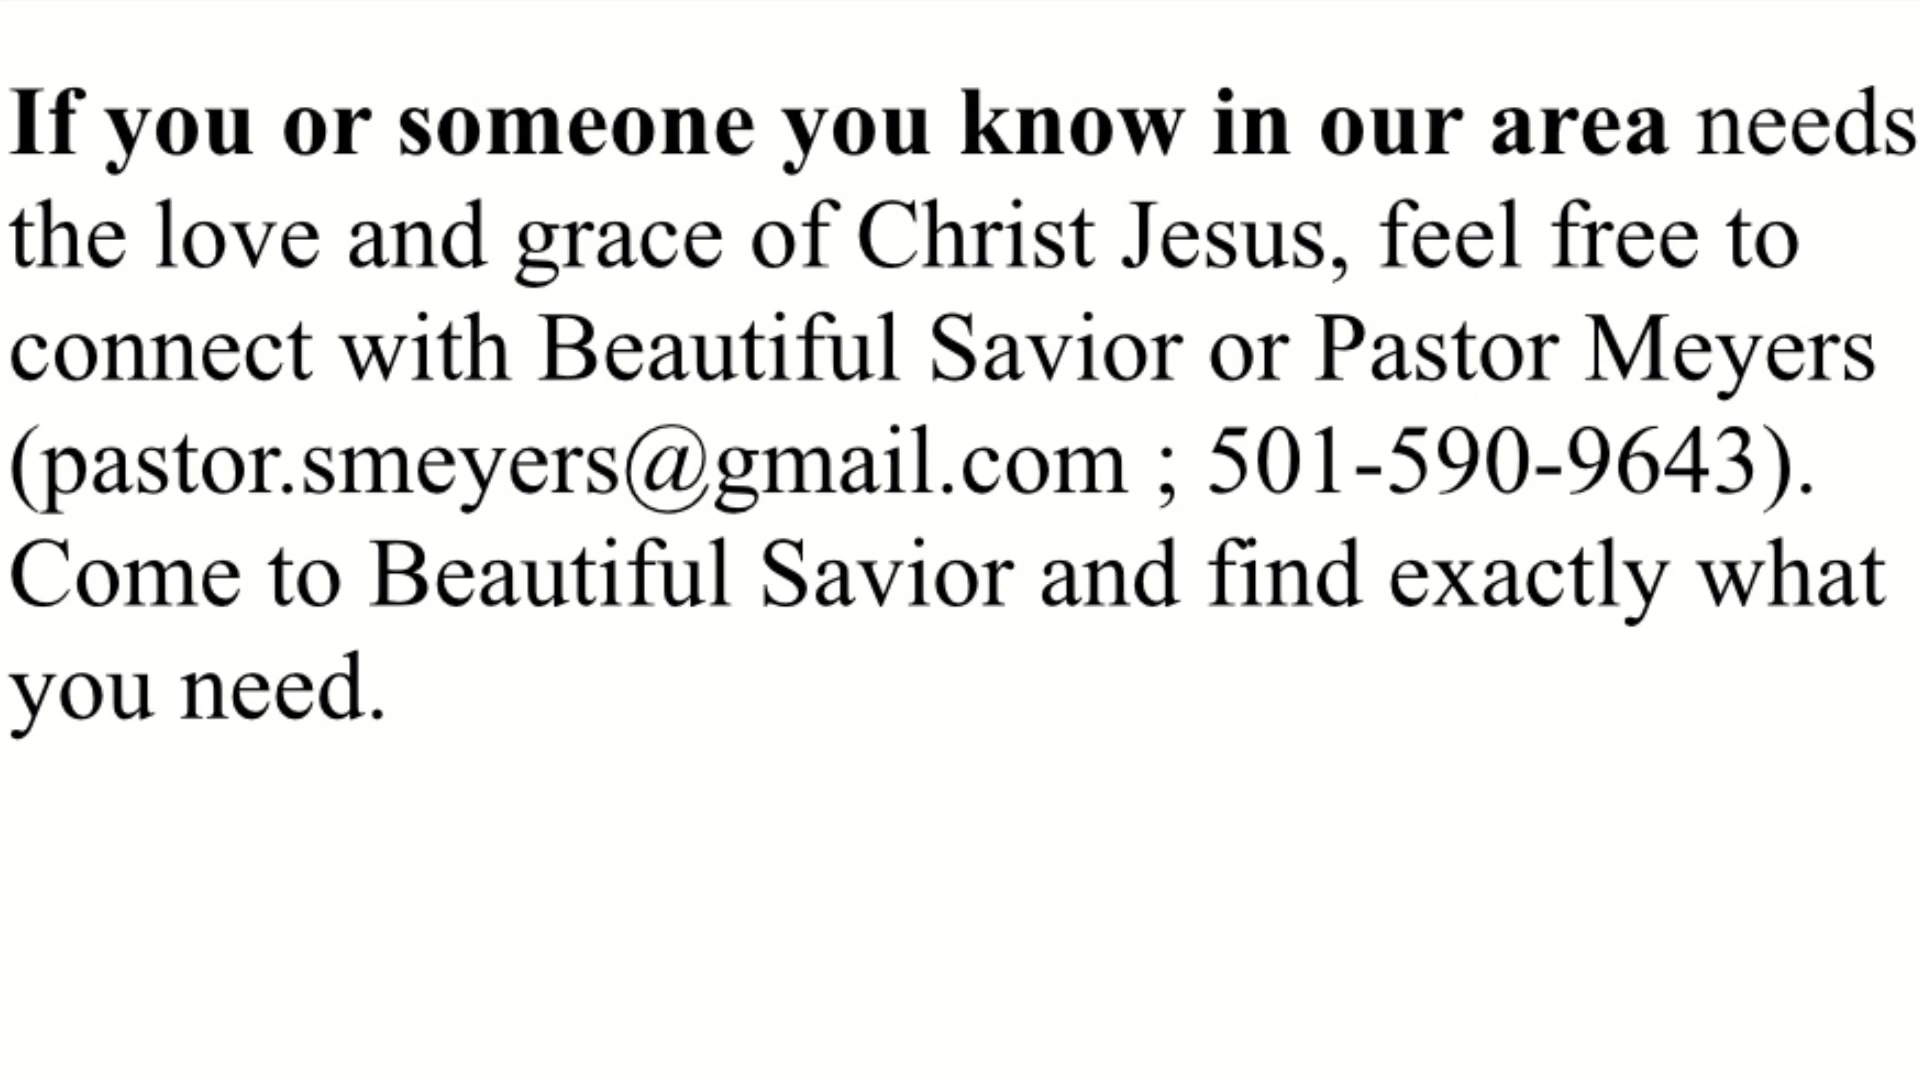 If you or someone you know in our area needs
the love and grace of Christ Jesus, feel free to
connect with Beautiful Savior or Pastor Meyers
(pastor.smeyers@gmail.com ; 501-590-9643).
Come to Beautiful Savior and find exactly what
you need.